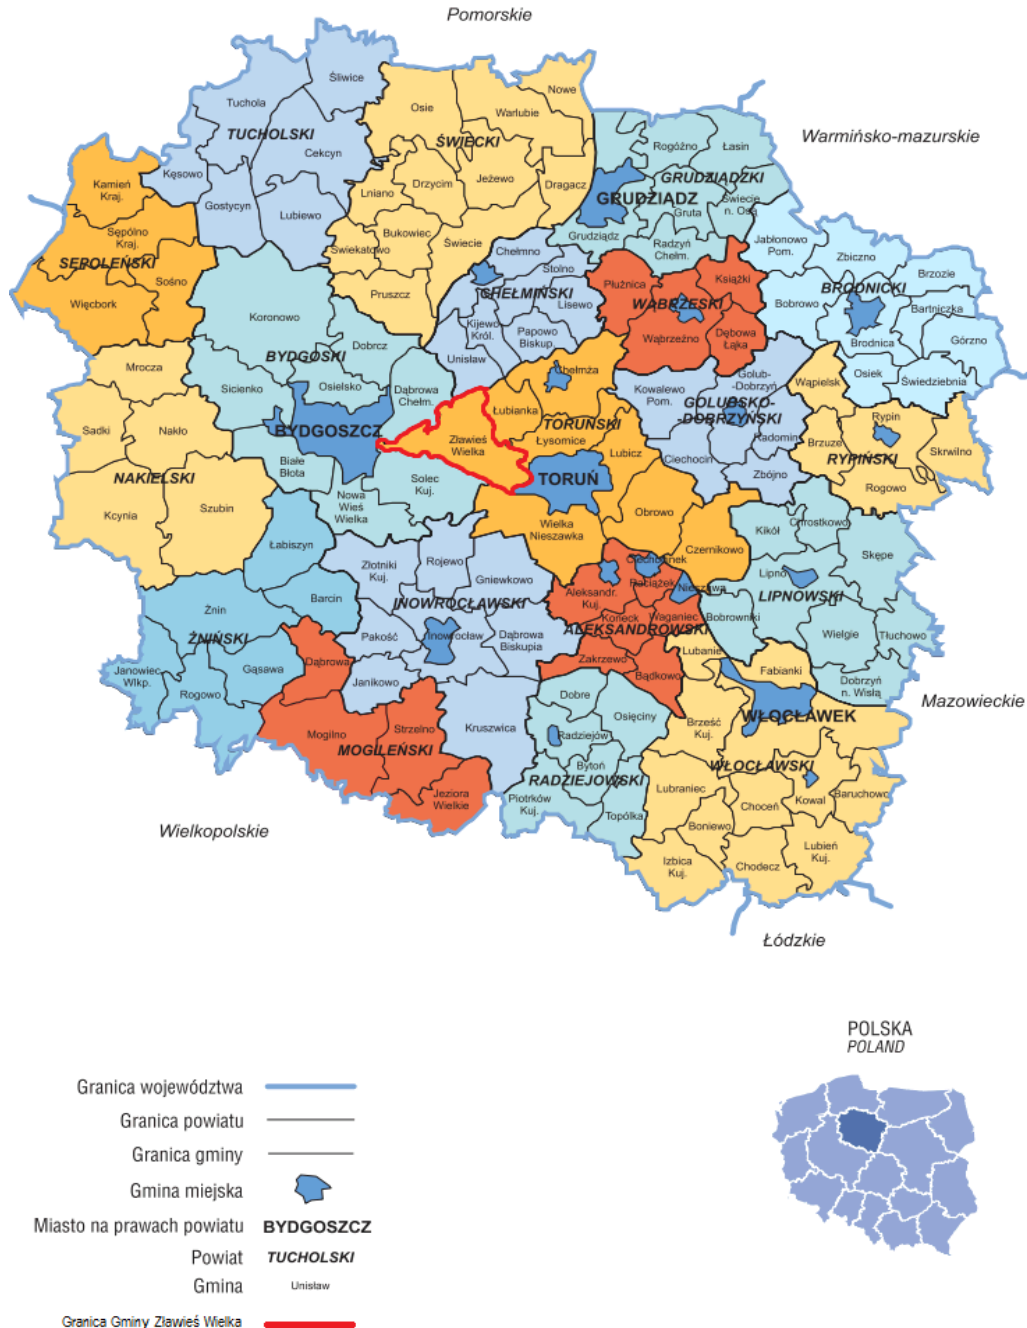 Pomorskie
Warmińsko-mazurskie
Mazowieckie
Łódzkie
Wielkopolskie
Śliwice
Tuchola
TUCHOLSKI
Cekcyn
Kęsowo
Gostycyn
Lubiewo
Nowe
Osie
Warlubie
ŚWIECKI
Drzycim
Jeżewo
Dragacz
Lniano
Bukowiec
Świecie
Świekatowo
Pruszcz
Rogóźno
Łasin
GRUDZIĄDZKI
GRUDZIĄDZ
Świecie
n. Osą
Gruta
Grudziądz
Radzyń
Chełm.
Kamień
Kraj.
Sępólno
Kraj.
SĘPOLEŃSKI
Sośno
Więcbork
Chełmno
Stolno
CHEŁMIŃSKI
Lisewo
Kijewo
Król.
Papowo
Biskup.
Unisław
Płużnica
Książki
WĄBRZESKI
Wąbrzeźno
Dębowa
Łąka
Jabłonowo
Pom.
Zbiczno
Brzozie
BRODNICKI
Bobrowo
Bartniczka
Brodnica
Górzno
Osiek
Świedziebnia
Koronowo
Dobrcz
BYDGOSKI
Sicienko
Osielsko
Dąbrowa
Chełm.
BYDGOSZCZ
Białe
Błota
Nowa
Wieś
Wielka
Solec
Kuj.
Mrocza
Sadki
Nakło
NAKIELSKI
Kcynia
Szubin
Chełmża
Łubianka
TORUŃSKI
Łysomice
Zławieś
Wielka
Lubicz
TORUŃ
Wielka
Nieszawka
Obrowo
Czernikowo
Kowalewo
Pom.
Golub-
-Dobrzyń
GOLUBSKO-
-DOBRZYŃSKI
Radomin
Ciechocin
Zbójno
Wąpielsk
Rypin
Brzuze
RYPIŃSKI
Skrwilno
Rogowo
Łabiszyn
Barcin
Żnin
ŻNIŃSKI
Janowiec
Wlkp.
Gąsawa
Rogowo
Złotniki
Kuj.
Rojewo
Gniewkowo
INOWROCŁAWSKI
Pakość
Inowrocław
Dąbrowa
Biskupia
Janikowo
Kruszwica
Ciechocinek
Aleksandr.
Kuj.
Raciążek
Nieszawa
Koneck
Waganiec
ALEKSANDROWSKI
Zakrzewo
Bądkowo
Kikół
Chrostkowo
Skępe
Lipno
LIPNOWSKI
Bobrowniki
Wielgie
Tłuchowo
Dobrzyń
n. Wisłą
Dąbrowa
Mogilno
Strzelno
MOGILEŃSKI
Jeziora
Wielkie
Dobre
Osięciny
Radziejów
Bytoń
RADZIEJOWSKI
Piotrków
Kuj.
Topólka
Lubanie
Fabianki
Brześć
Kuj.
WŁOCŁAWEK
WŁOCŁAWSKI
Lubraniec
Choceń
Kowal
Baruchowo
Boniewo
Lubień
Kuj.
Izbica
Kuj.
Chodecz
POLSKA
POLAND
Granica województwa
Granica powiatu
Granica gminy
Gmina miejska
Miasto na prawach powiatu BYDGOSZCZ
Powiat TUCHOLSKI
Gmina Unisław
Granica Gminy Zławieś Wielka